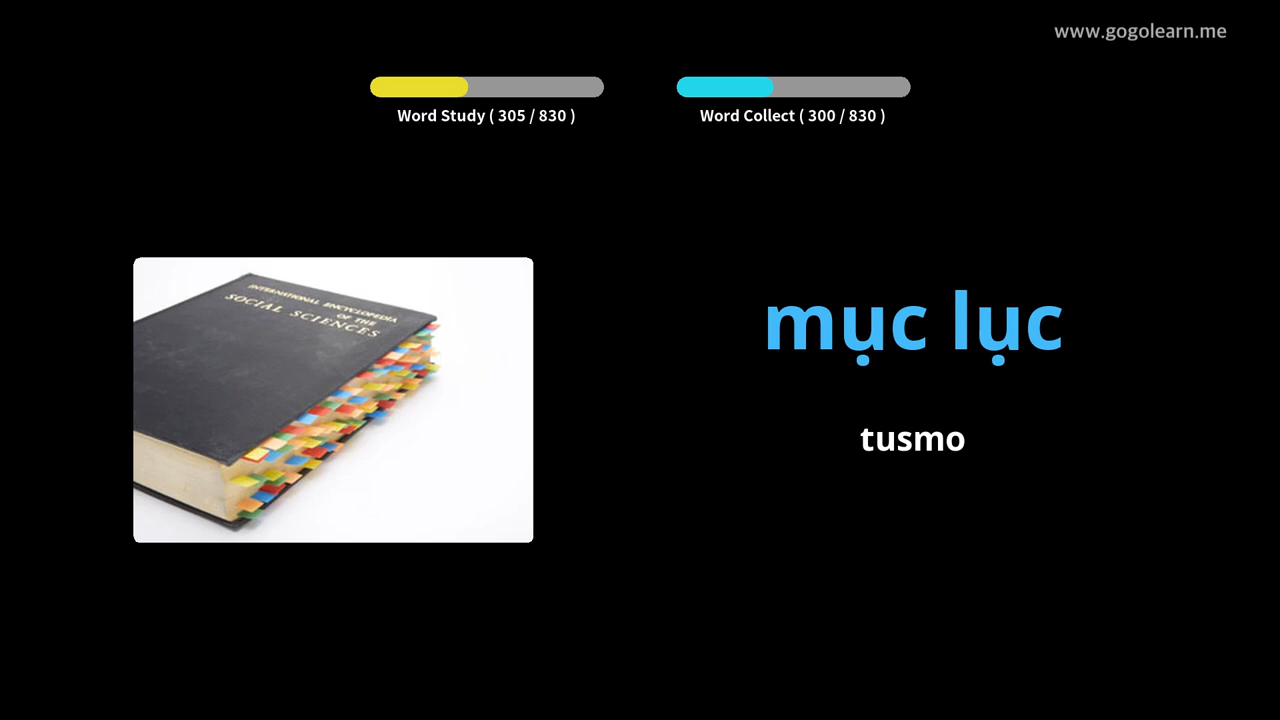 www.gogolearn.me
Word Study ( 305 / 830 )
Word Collect ( 300 / 830 )
INTERNATIONAL ENCYCLOPEDIA
OF THE
SOCIAL SCIENCES
mục lục
tusmo